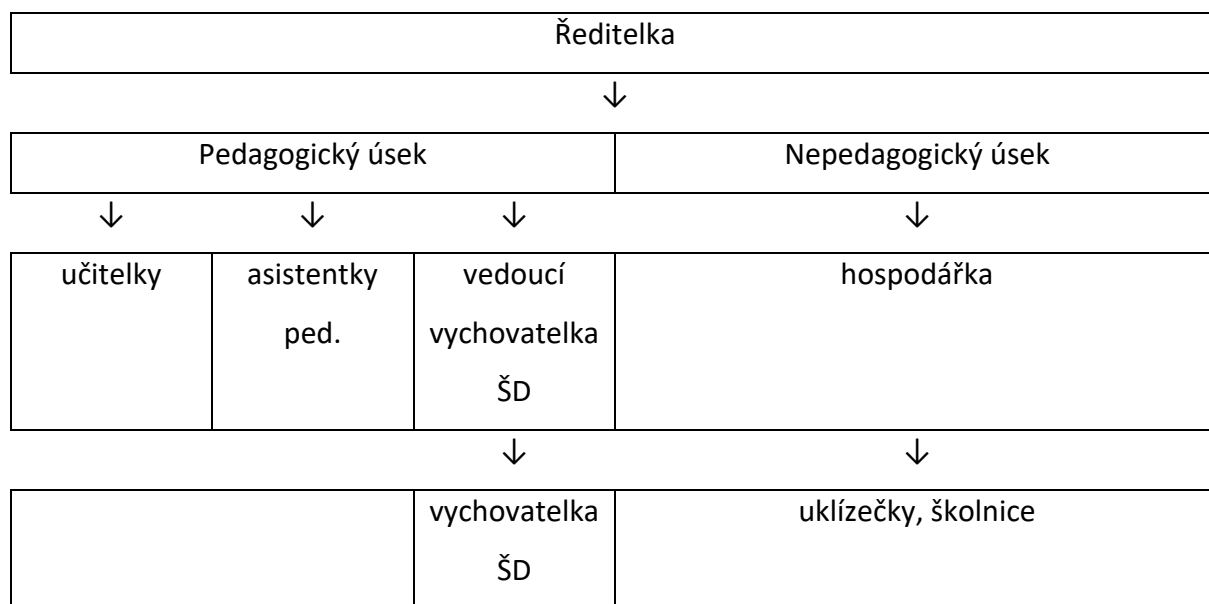 Ředitelka
↓
Pedagogický úsek Nepedagogický úsek
↓ ↓ ↓ ↓
učitelky asistentky vedoucí hospodářka
ped. vychovatelka
ŠD
↓ ↓
vychovatelka uklízečky, školnice
ŠD